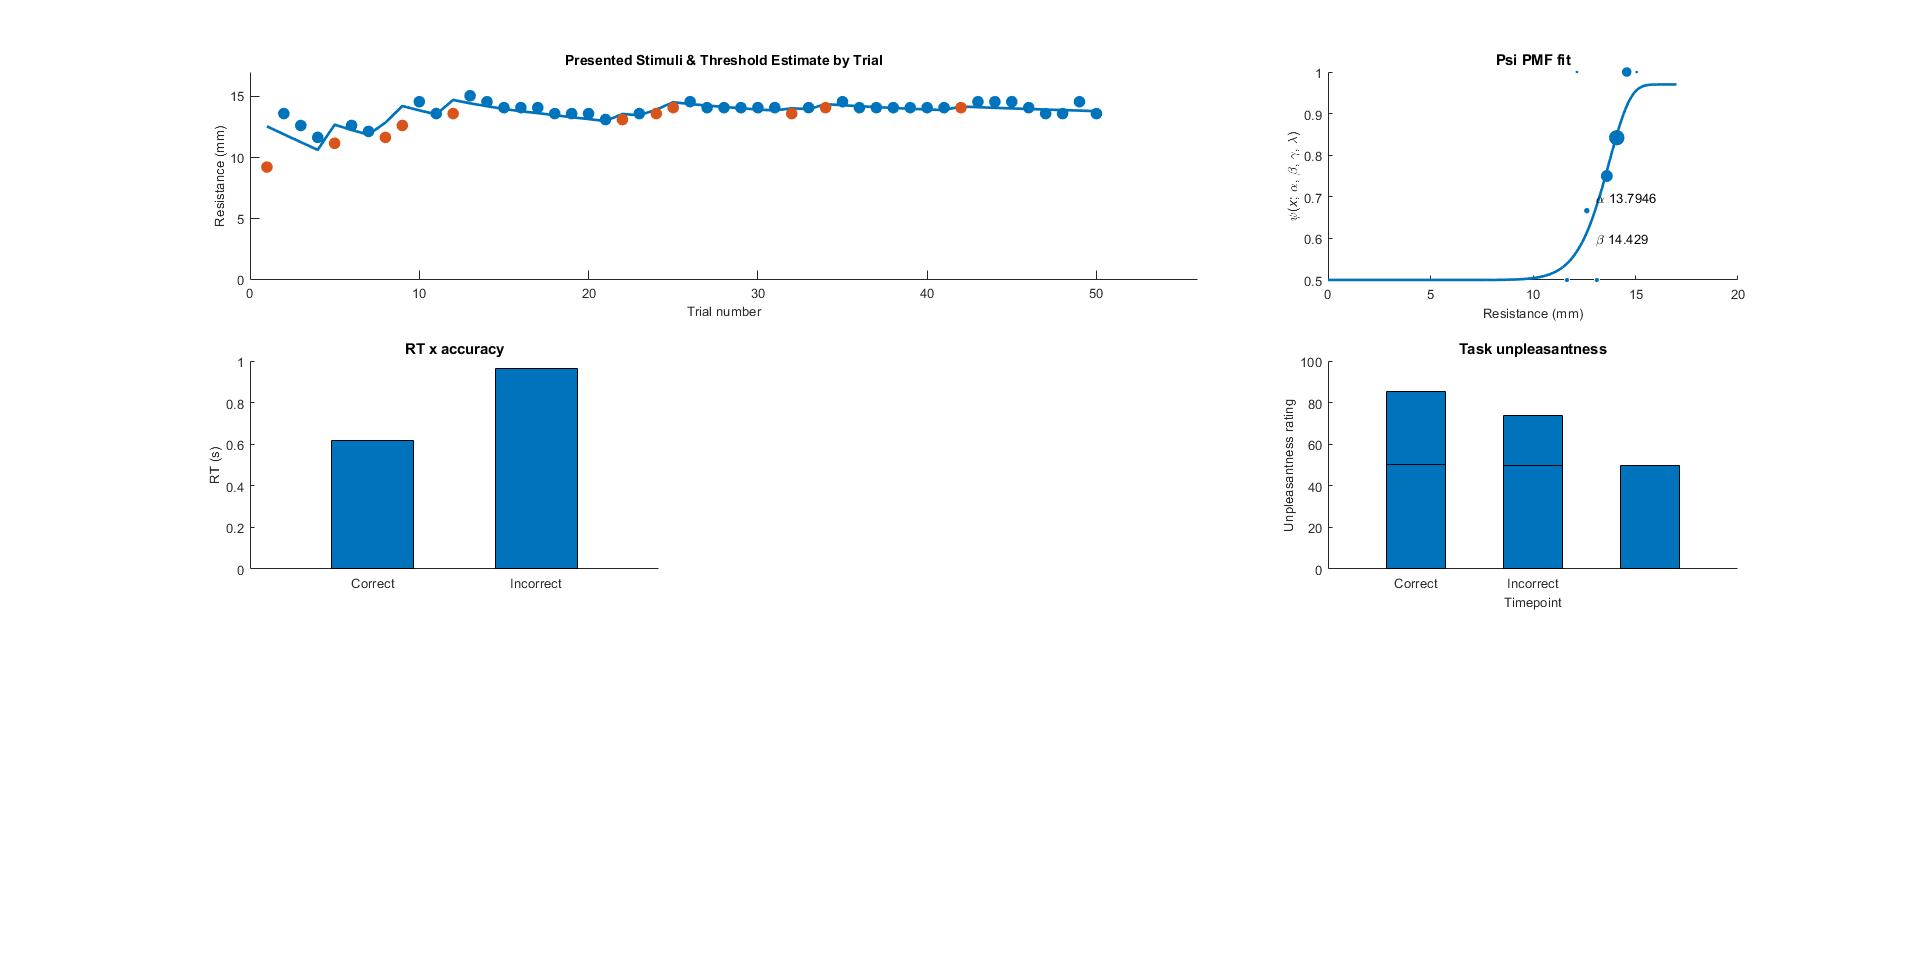 Presented Stimuli & Threshold Estimate by Trial
Resistance (mm)
15
10
5
0
0 10 20 30 40 50
Trial number
Psi PMF fit
ψ(x; α, β, γ, λ)
1
0.9
0.8
0.7
0.6
0.5
α 13.7946
β 14.429
0 5 10 15 20
Resistance (mm)
RT x accuracy
RT (s)
1
0.8
0.6
0.4
0.2
0
Correct Incorrect
Task unpleasantness
Unpleasantness rating
100
80
60
40
20
0
Correct Incorrect
Timepoint